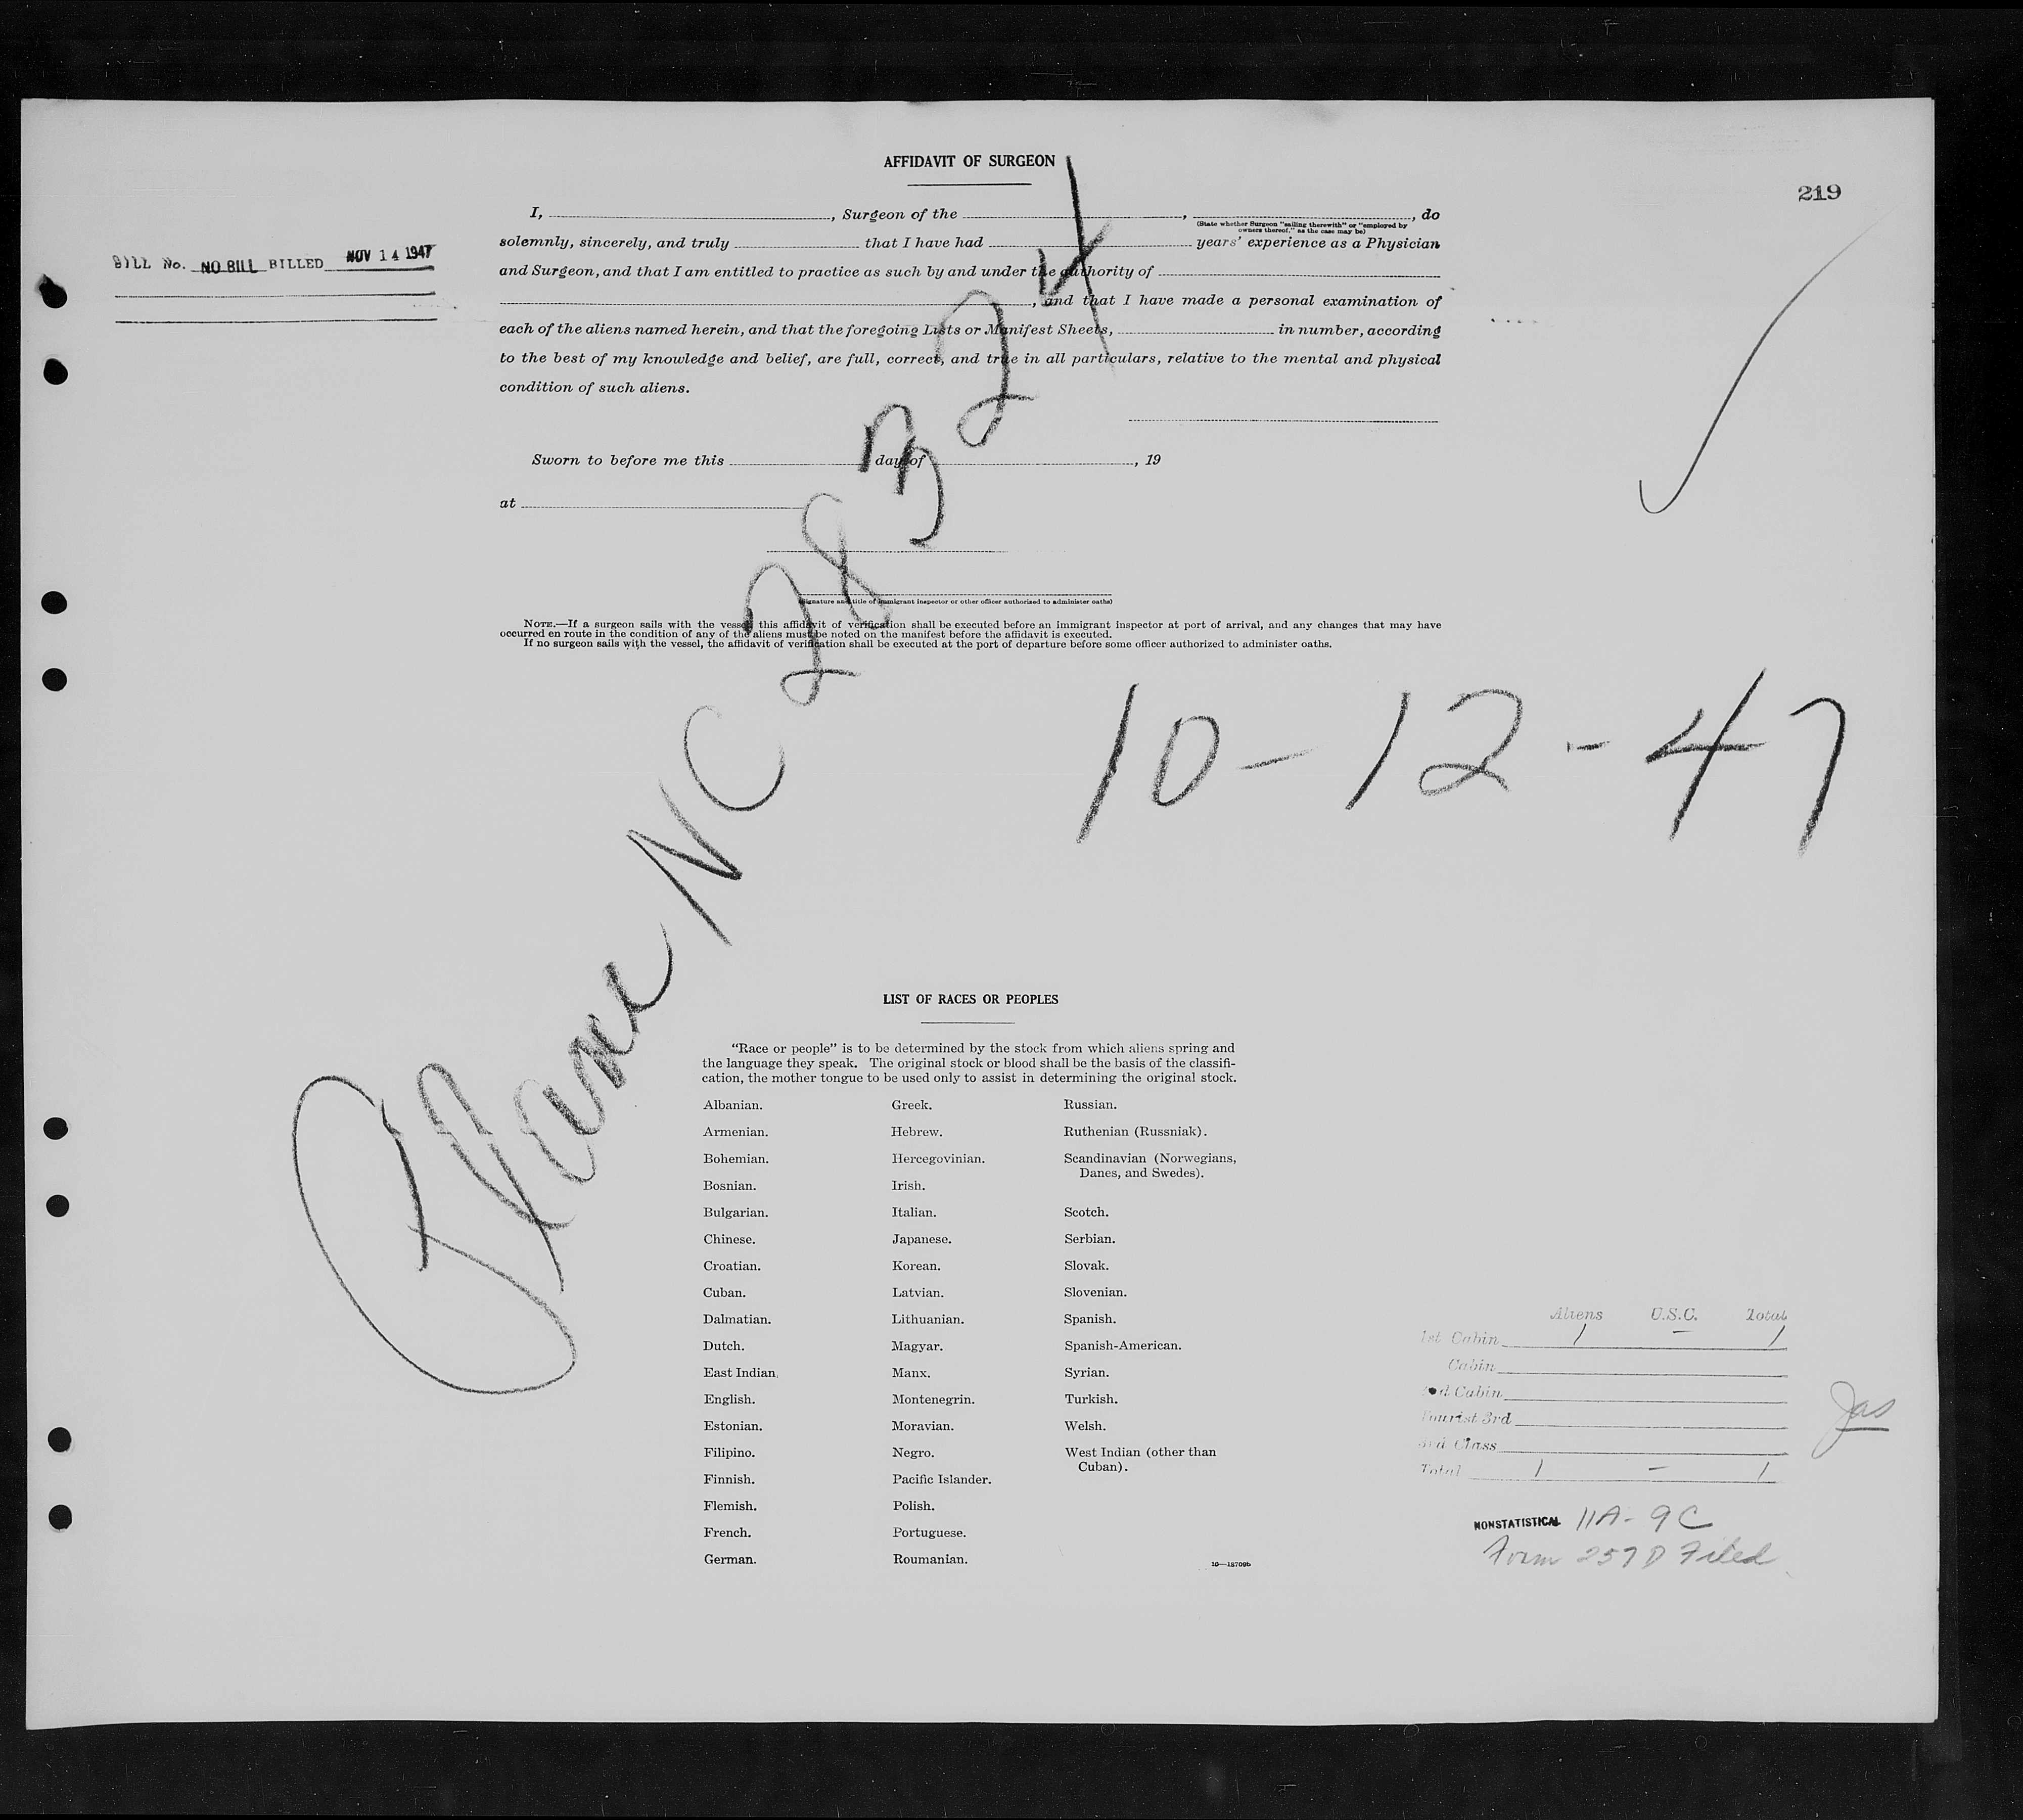 AFFIDAVIT OF SURGEON
219
I, , Surgeon of the , , do
(State whether Surgeon "sailing therewith" or "employed by
owners thereof," as the case may be)
solemnly, sincerely, and truly that I have had years' experience as a Physician
and Surgeon, and that I am entitled to practice as such by and under the authority of
, and that I have made a personal examination of
each of the aliens named herein, and that the foregoing Lists or Manifest Sheets, in number, according
to the best of my knowledge and belief, are full, correct, and true in all particulars, relative to the mental and physical
condition of such aliens.
BILL No. NO BILL BILLED NOV 14 1947
Sworn to before me this day of , 19
at
(Signature and title of immigrant inspector or other officer authorized to administer oaths)
NOTE.—If a surgeon sails with the vessel this affidavit of verification shall be executed before an immigrant inspector at port of arrival, and any changes that may have
occurred en route in the condition of any of the aliens must be noted on the manifest before the affidavit is executed.
If no surgeon sails with the vessel, the affidavit of verification shall be executed at the port of departure before some officer authorized to administer oaths.
Plane NC 28324
10-12-47
LIST OF RACES OR PEOPLES
"Race or people" is to be determined by the stock from which aliens spring and
the language they speak. The original stock or blood shall be the basis of the classifi-
cation, the mother tongue to be used only to assist in determining the original stock.
Albanian.
Armenian.
Bohemian.
Bosnian.
Bulgarian.
Chinese.
Croatian.
Cuban.
Dalmatian.
Dutch.
East Indian.
English.
Estonian.
Filipino.
Finnish.
Flemish.
French.
German.
Greek.
Hebrew.
Hercegovinian.
Irish.
Italian.
Japanese.
Korean.
Latvian.
Lithuanian.
Magyar.
Manx.
Montenegrin.
Moravian.
Negro.
Pacific Islander.
Polish.
Portuguese.
Roumanian.
Russian.
Ruthenian (Russniak).
Scandinavian (Norwegians,
Danes, and Swedes).
Scotch.
Serbian.
Slovak.
Slovenian.
Spanish.
Spanish-American.
Syrian.
Turkish.
Welsh.
West Indian (other than
Cuban).
16—18709b
Aliens U.S.C. Total
1st Cabin 1 - 1
Cabin
2nd Cabin
Tourist 3rd
3rd Class
Total 1 - 1
Jas
NONSTATISTICAL 11A-9C
Form 257D Filed